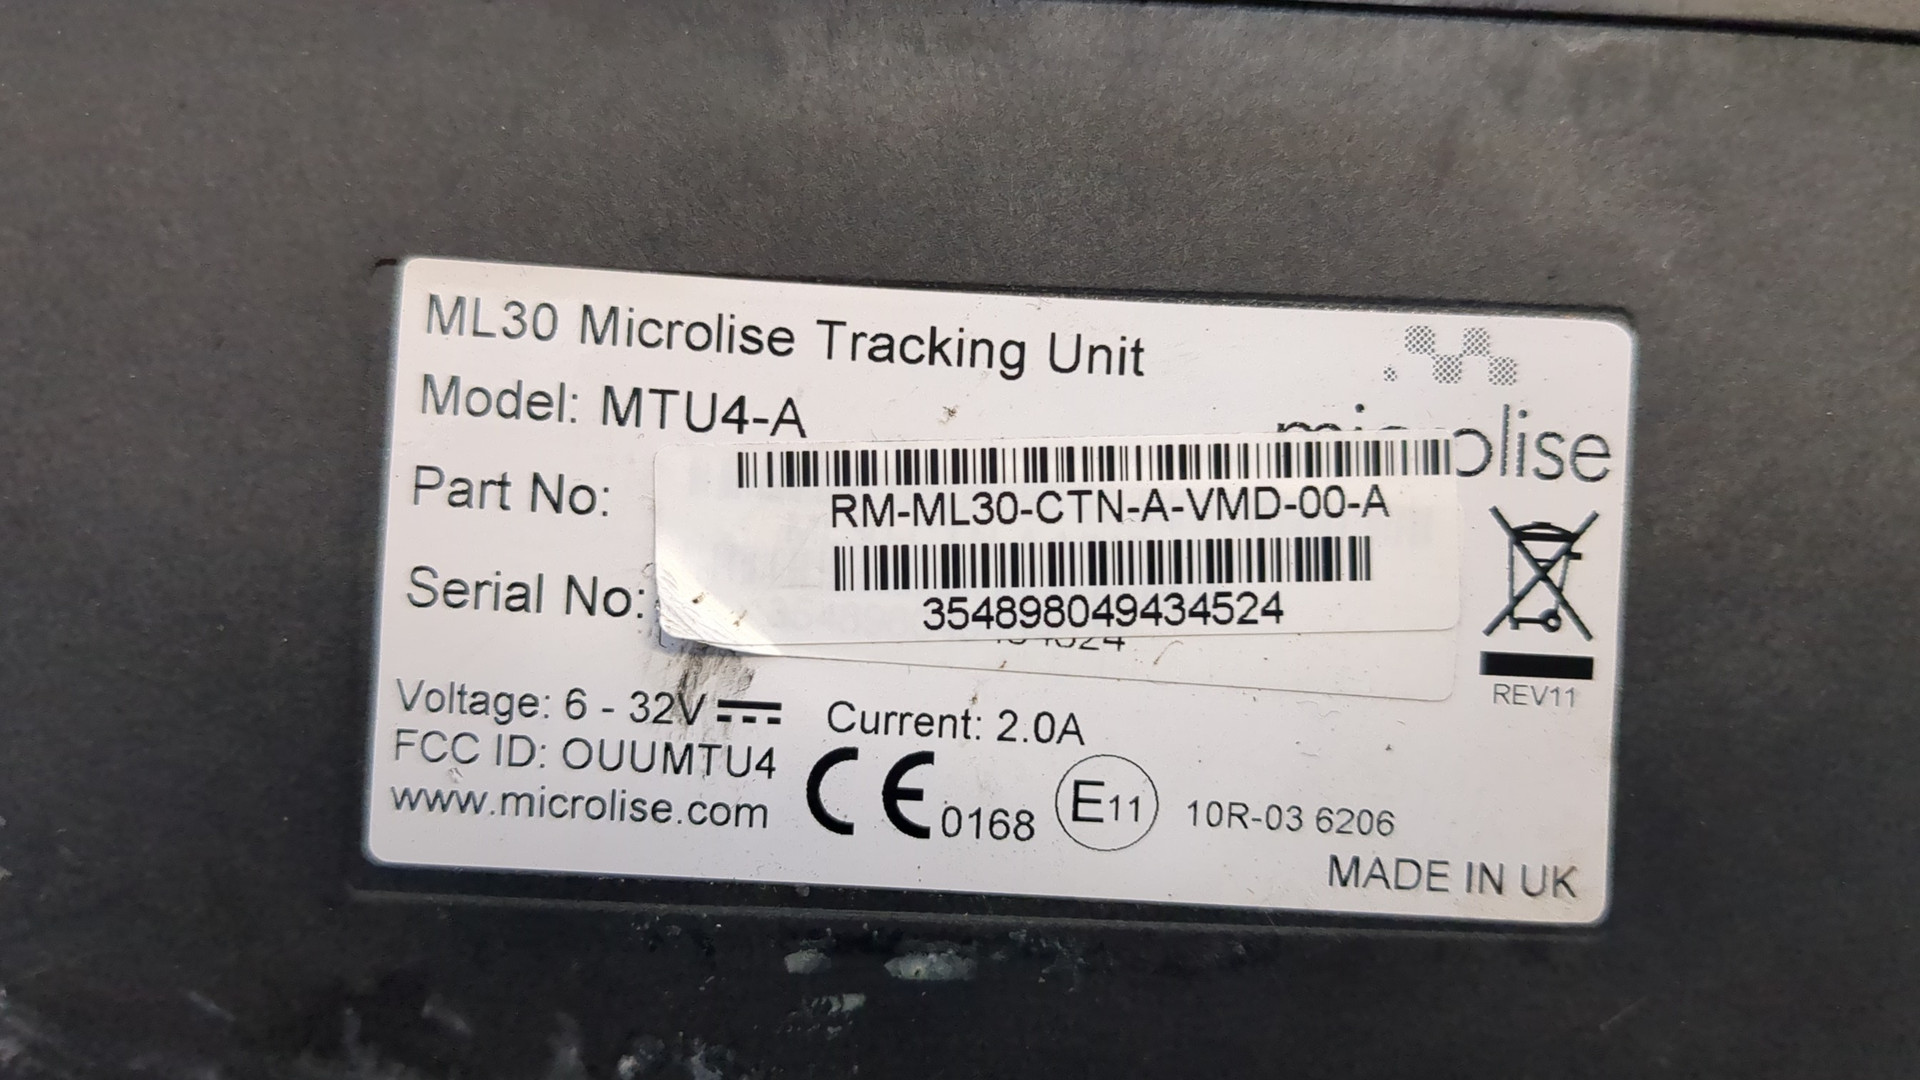 ML30 Microlise Tracking Unit
Model: MTU4-A
microlise
Part No:
RM-ML30-CTN-A-VMD-00-A
Serial No:
354898049434524
REV11
Voltage: 6 - 32V
Current: 2.0A
FCC ID: OUUMTU4
www.microlise.com
CE 0168
E11
10R-03 6206
MADE IN UK